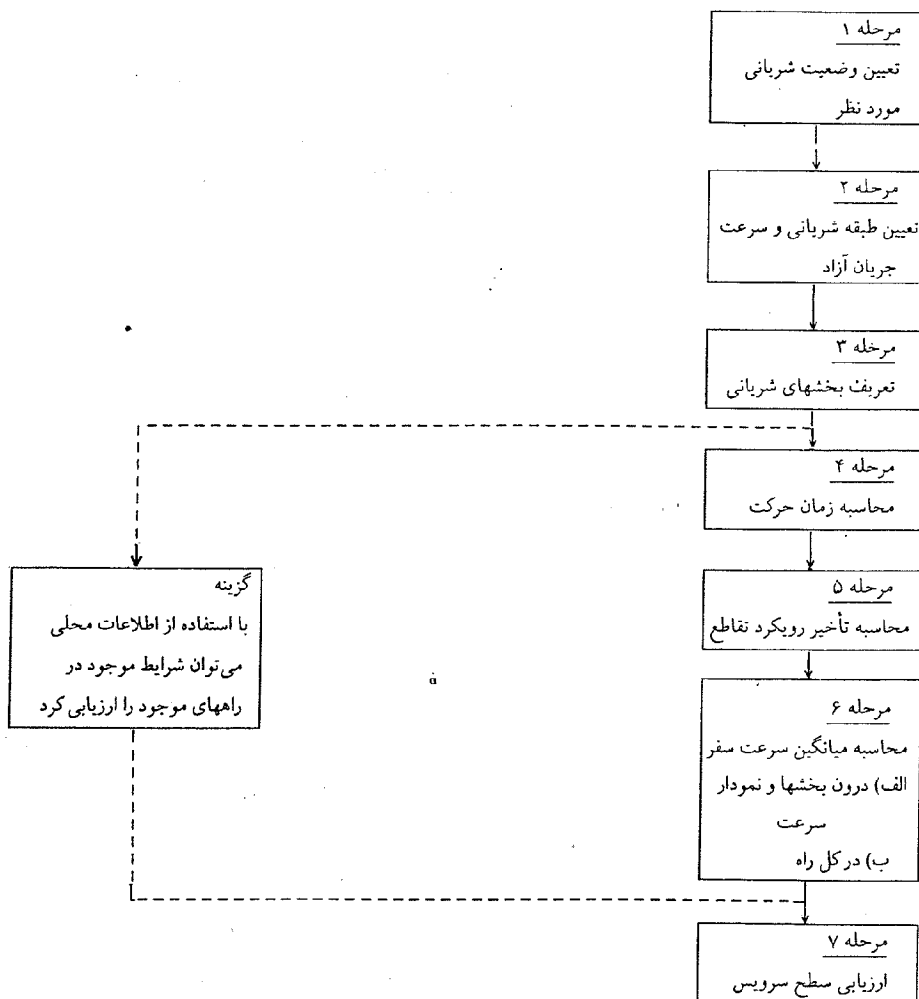 مرحله ۱
تعیین وضعیت شریانی
مورد نظر
مرحله ۲
تعیین طبقه شریانی و سرعت
جریان آزاد
مرحله ۳
تعریف بخشهای شریانی
مرحله ۴
محاسبه زمان حرکت
مرحله ۵
محاسبه تأخیر رویکرد تقاطع
گزینه
با استفاده از اطلاعات محلی
می‌توان شرایط موجود در
راههای موجود را ارزیابی کرد
مرحله ۶
محاسبه میانگین سرعت سفر
الف) درون بخشها و نمودار
سرعت
ب) در کل راه
مرحله ۷
ارزیابی سطح سرویس